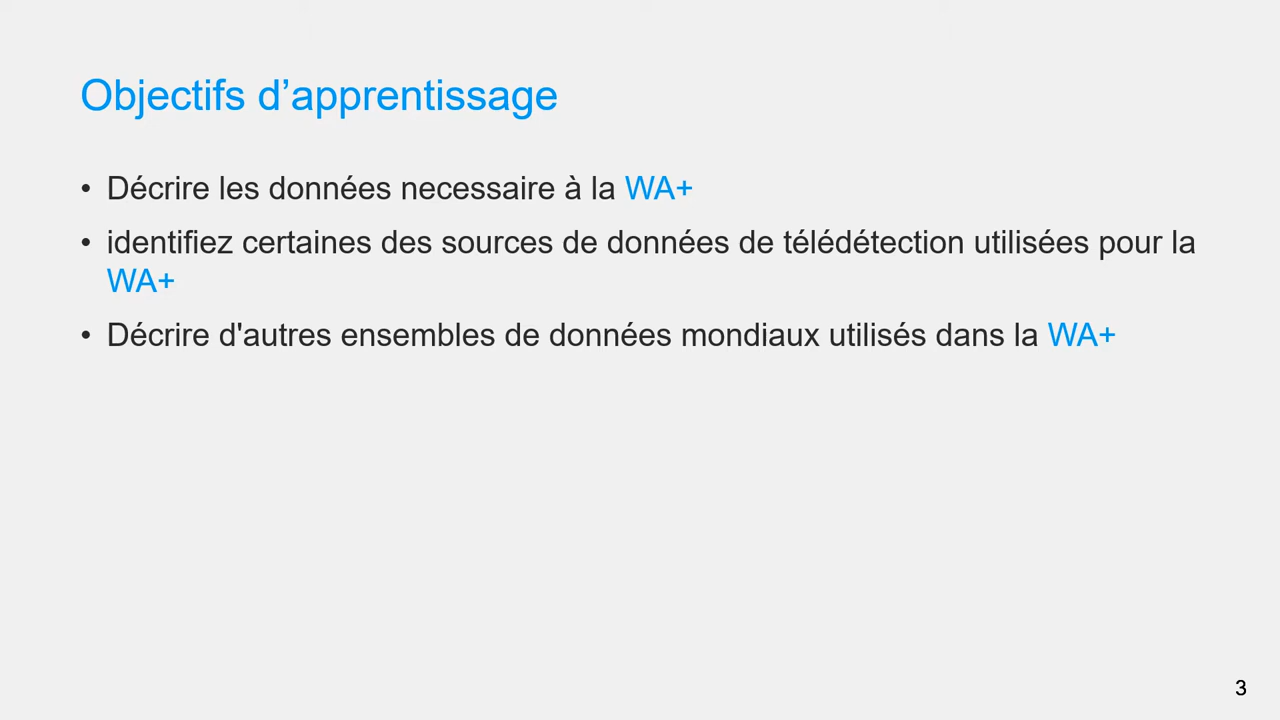 Objectifs d’apprentissage
• Décrire les données necessaire à la WA+
• identifiez certaines des sources de données de télédétection utilisées pour la
WA+
• Décrire d'autres ensembles de données mondiaux utilisés dans la WA+
3